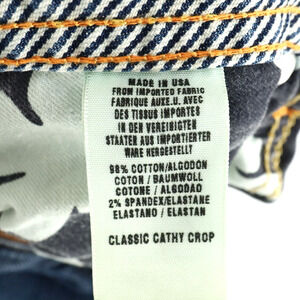 MADE IN USA
FROM IMPORTED FABRIC
FABRIQUE AUXE.U. AVEC
DES TISSUS IMPORTES
IN DEN VEREINIGTEN
STAATEN AUS IMPORTIERTER
WARE HERGESTELLT
98% COTTON/ALGODON
COTON / BAUMWOLL
COTONE / ALGODAO
2% SPANDEX/ELASTANE
ELASTANO / ELASTAN
CLASSIC CATHY CROP